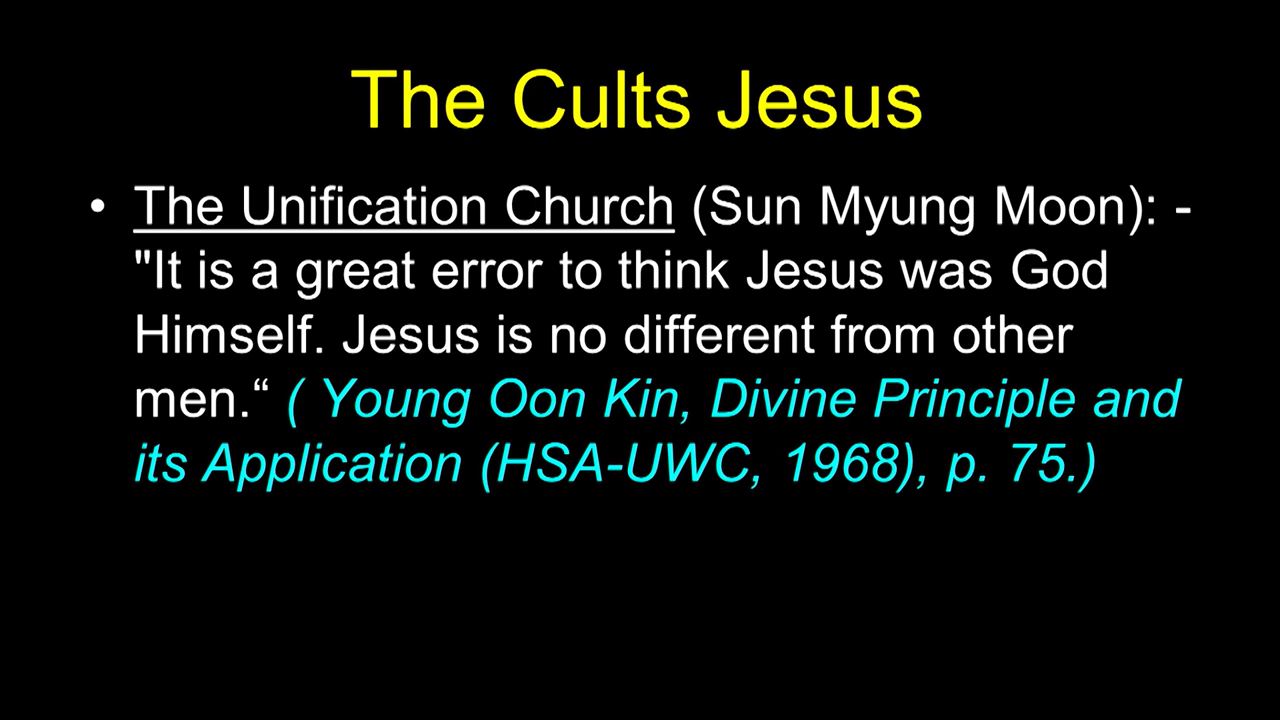 The Cults Jesus
• The Unification Church (Sun Myung Moon): -
"It is a great error to think Jesus was God
Himself. Jesus is no different from other
men.“ ( Young Oon Kin, Divine Principle and
its Application (HSA-UWC, 1968), p. 75.)